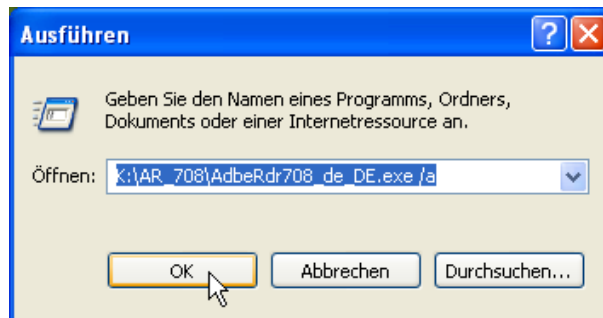 Ausführen
Geben Sie den Namen eines Programms, Ordners,
Dokuments oder einer Internetressource an.
Öffnen: X:\AR_708\AdbeRdr708_de_DE.exe /a
OK Abbrechen Durchsuchen...